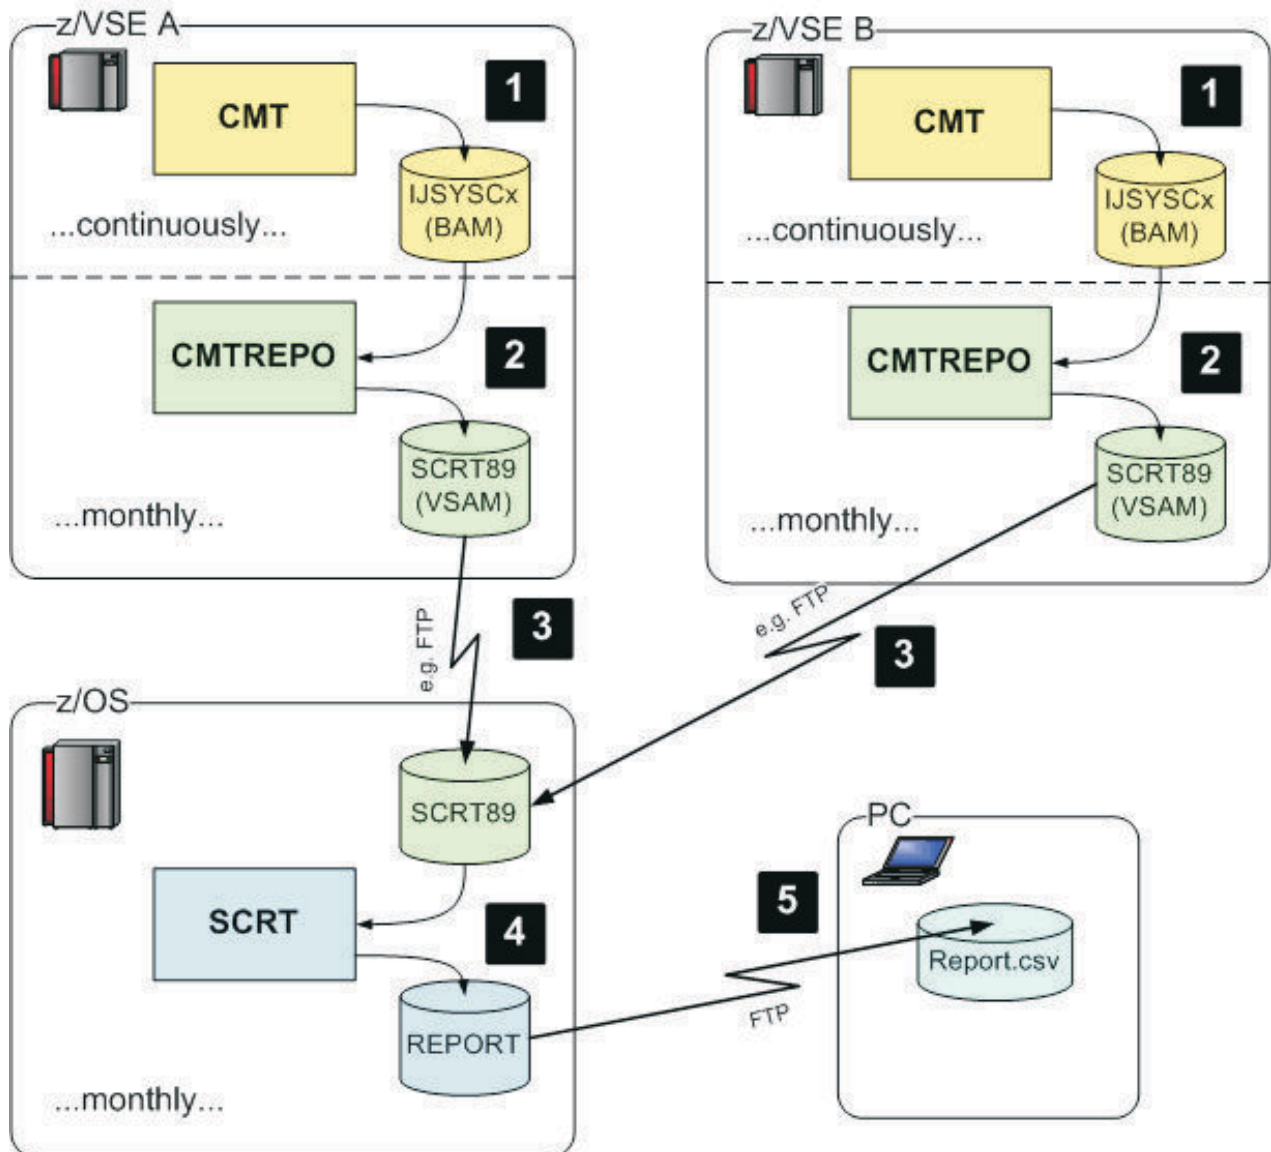 z/VSE A
CMT
1
IJSYSCx
(BAM)
...continuously...
CMTREPO
2
SCRT89
(VSAM)
...monthly...
z/VSE B
CMT
1
IJSYSCx
(BAM)
...continuously...
CMTREPO
2
SCRT89
(VSAM)
...monthly...
e.g. FTP
3
e.g. FTP
3
z/OS
SCRT89
SCRT
4
REPORT
...monthly...
5
FTP
PC
Report.csv